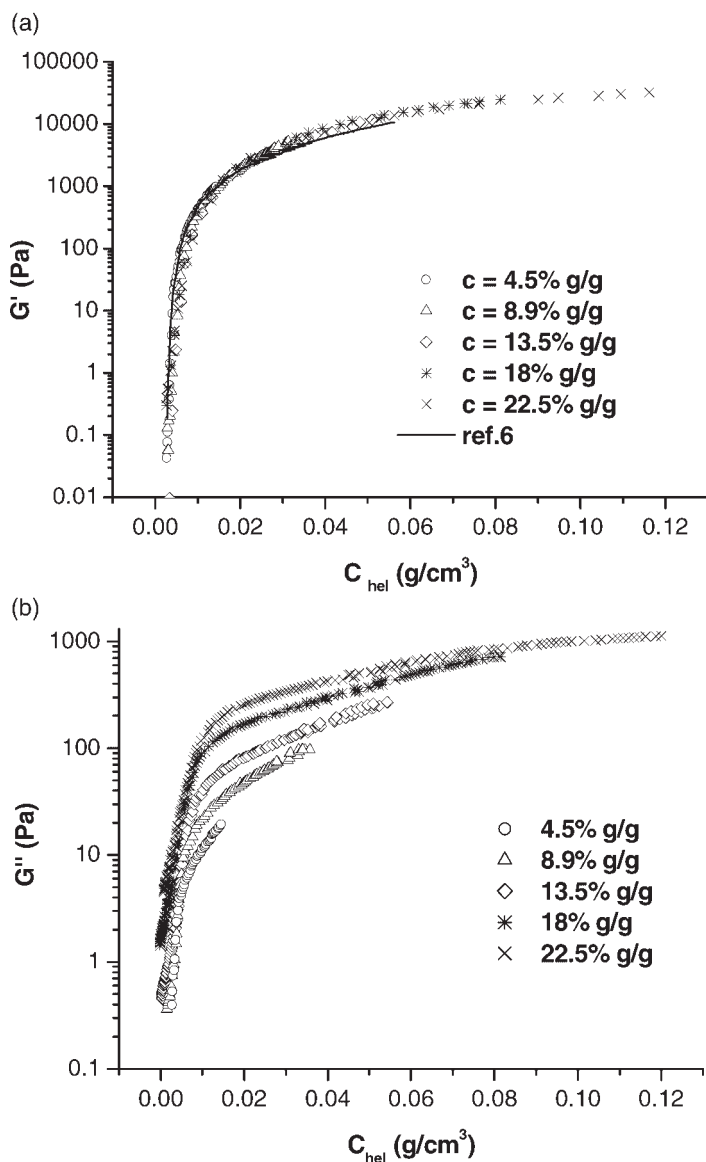 (a)
100000
10000
1000
100
10
1
0.1
0.01
G' (Pa)
c = 4.5% g/g
c = 8.9% g/g
c = 13.5% g/g
c = 18% g/g
c = 22.5% g/g
ref.6
0.00 0.02 0.04 0.06 0.08 0.10 0.12
C hel (g/cm³)
(b)
1000
100
10
1
0.1
G'' (Pa)
4.5% g/g
8.9% g/g
13.5% g/g
18% g/g
22.5% g/g
0.00 0.02 0.04 0.06 0.08 0.10 0.12
C hel (g/cm³)